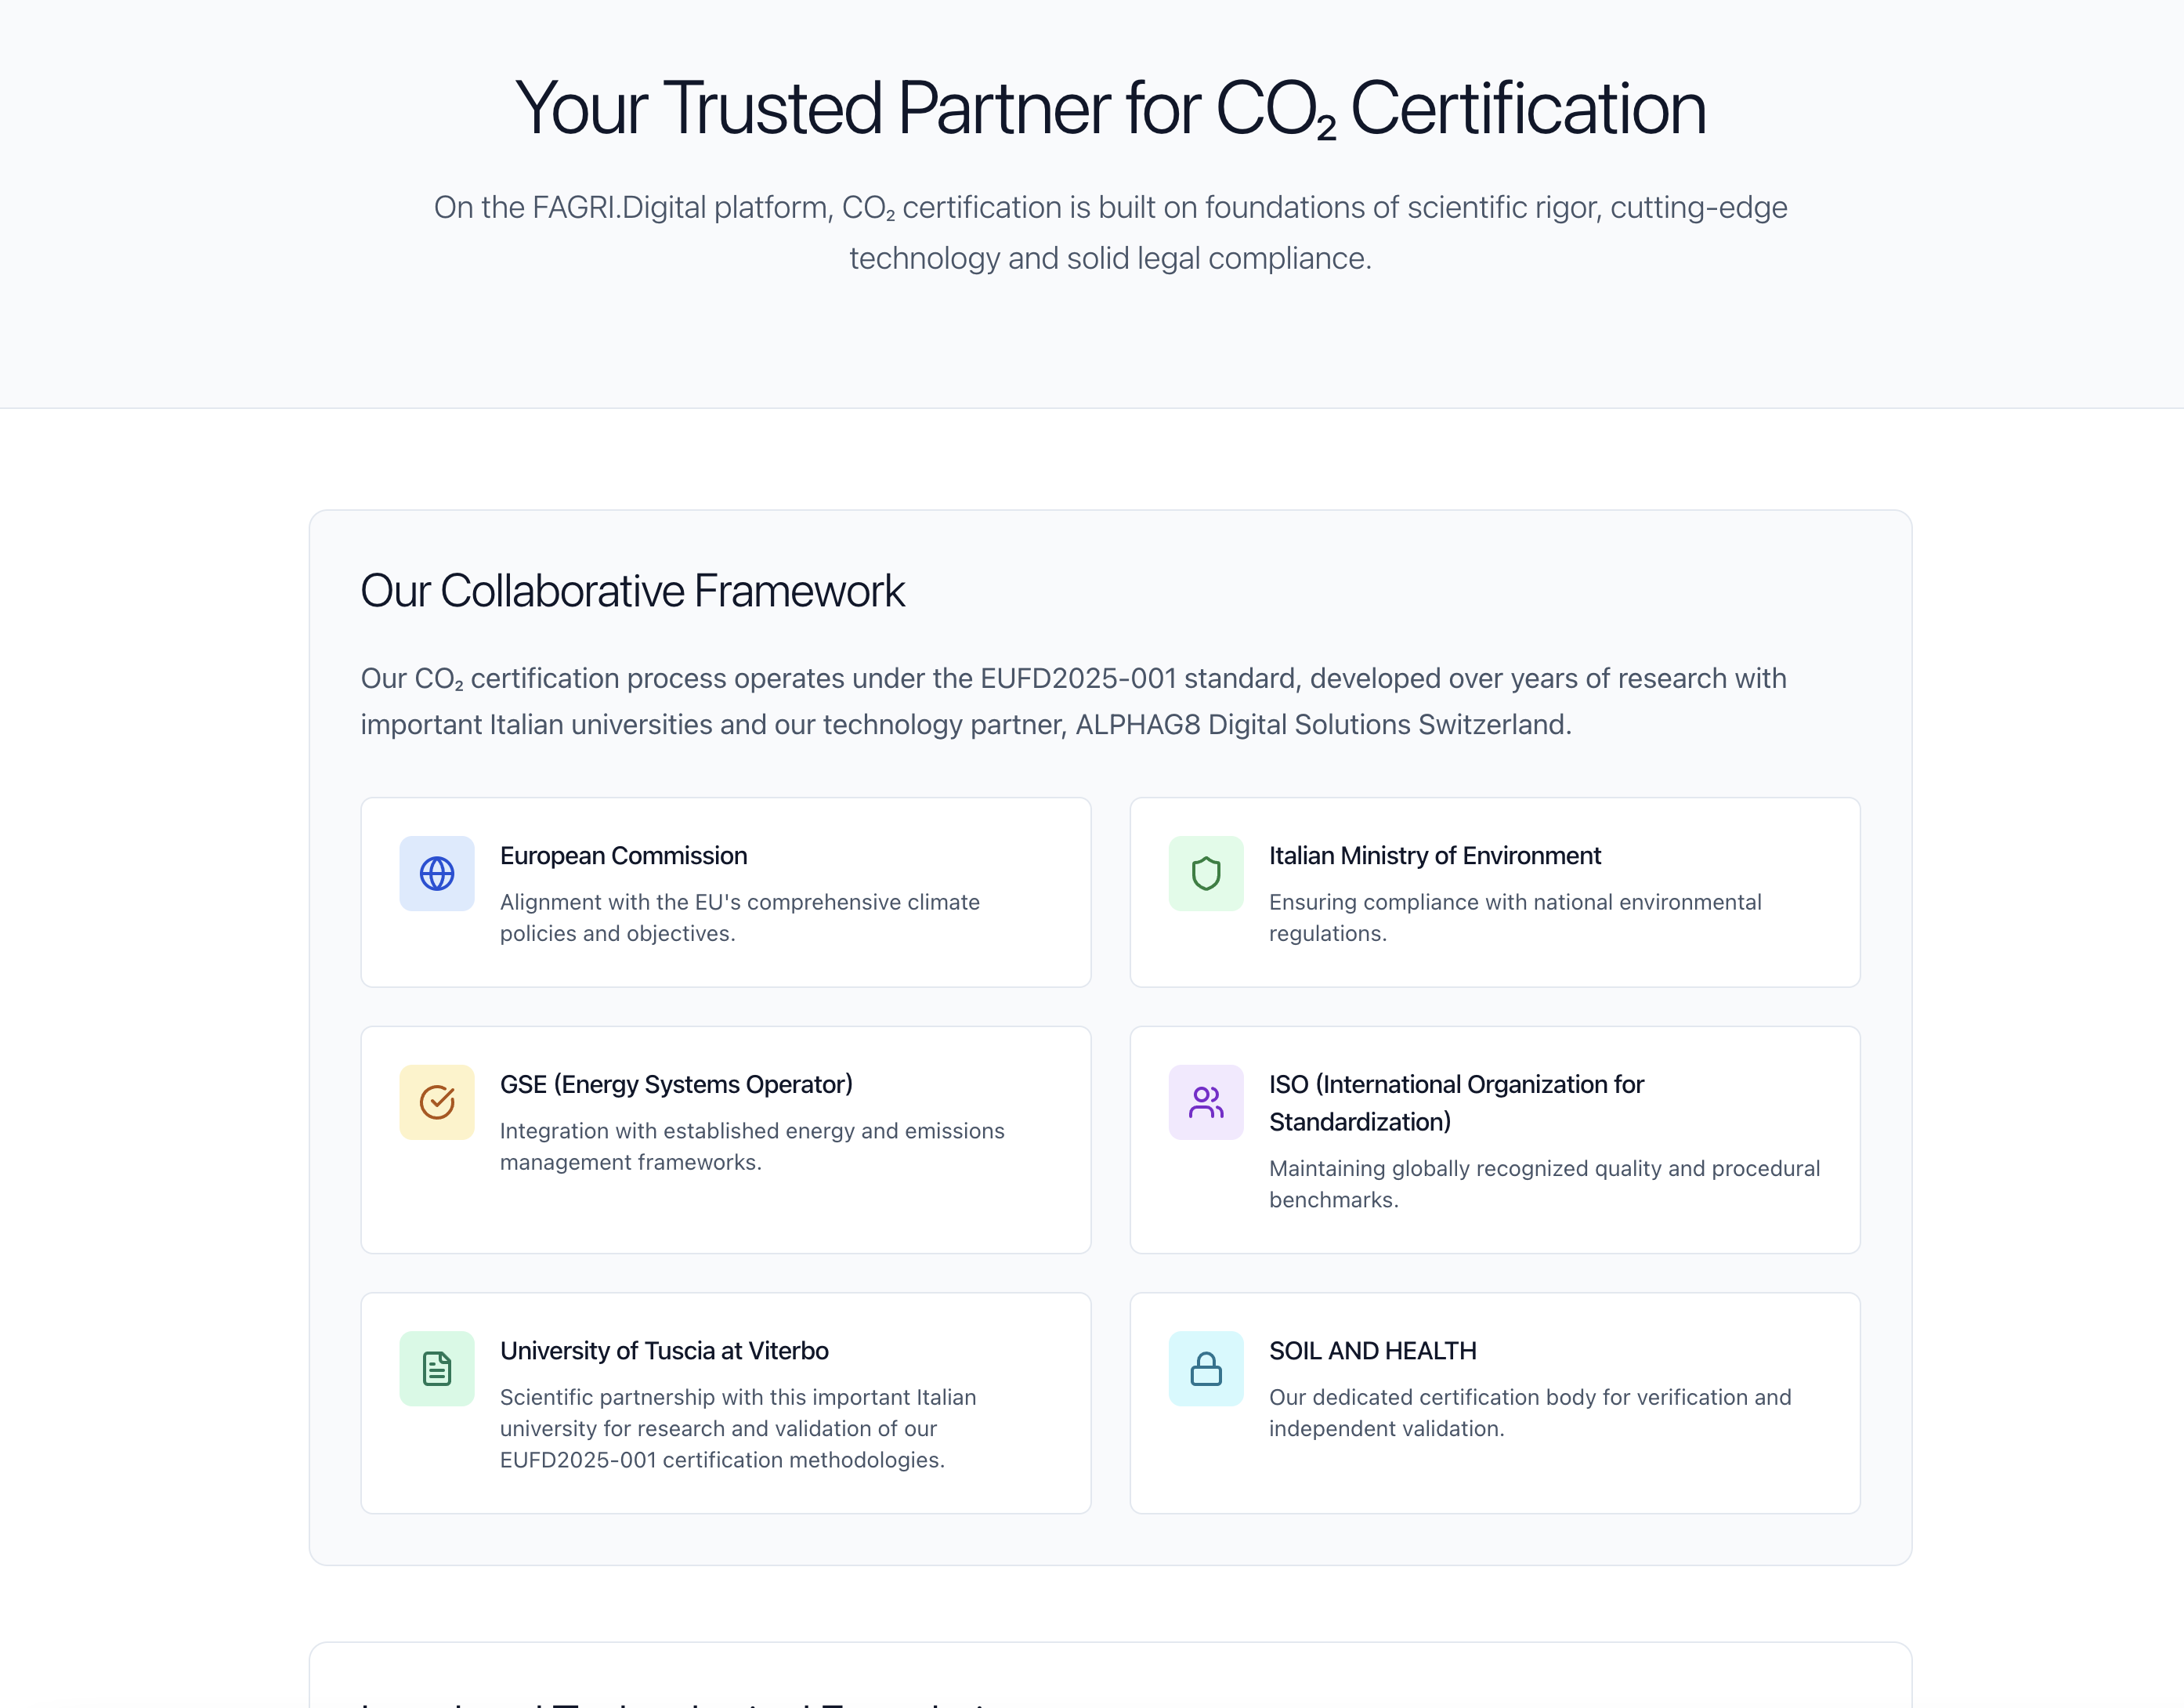 Your Trusted Partner for CO₂ Certification
On the FAGRI.Digital platform, CO₂ certification is built on foundations of scientific rigor, cutting-edge
technology and solid legal compliance.
Our Collaborative Framework
Our CO₂ certification process operates under the EUFD2025-001 standard, developed over years of research with
important Italian universities and our technology partner, ALPHAG8 Digital Solutions Switzerland.
European Commission
Alignment with the EU's comprehensive climate
policies and objectives.
Italian Ministry of Environment
Ensuring compliance with national environmental
regulations.
GSE (Energy Systems Operator)
Integration with established energy and emissions
management frameworks.
ISO (International Organization for
Standardization)
Maintaining globally recognized quality and procedural
benchmarks.
University of Tuscia at Viterbo
Scientific partnership with this important Italian
university for research and validation of our
EUFD2025-001 certification methodologies.
SOIL AND HEALTH
Our dedicated certification body for verification and
independent validation.